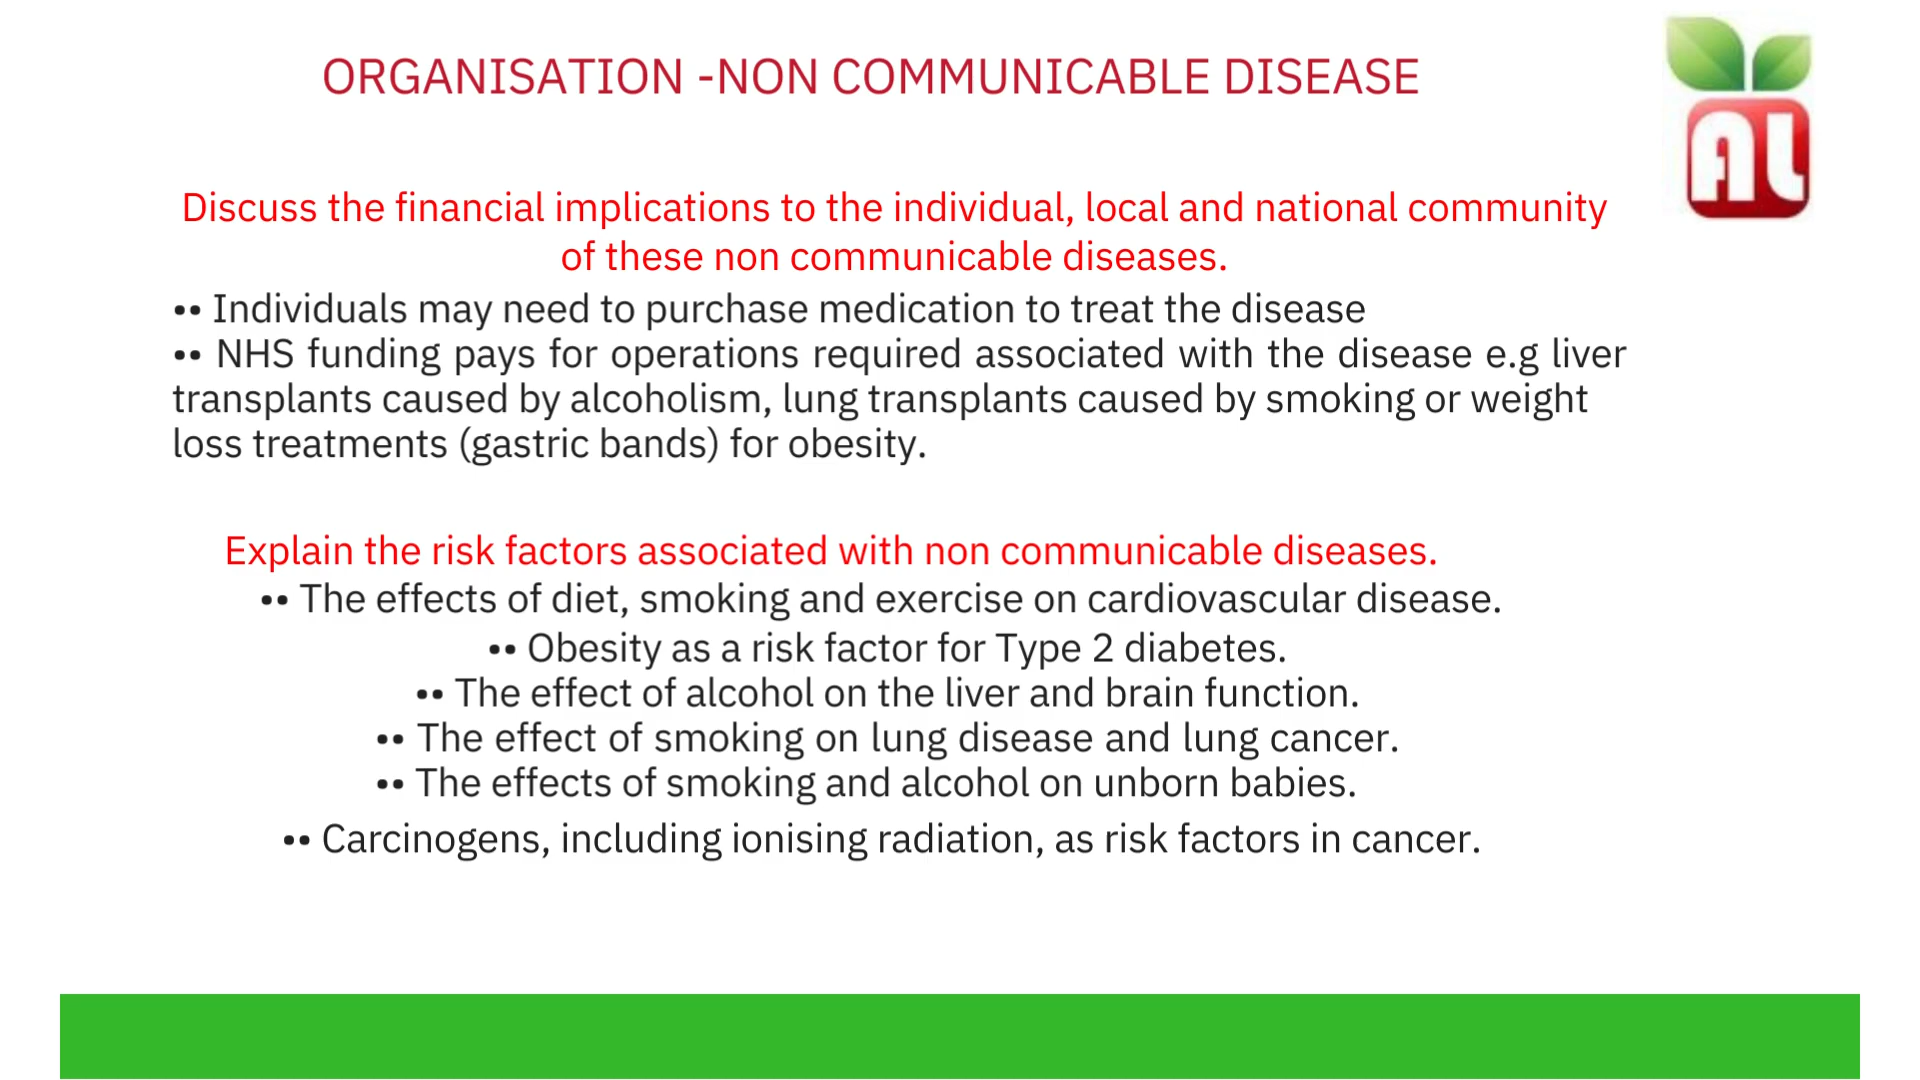 ORGANISATION -NON COMMUNICABLE DISEASE
AL
Discuss the financial implications to the individual, local and national community
of these non communicable diseases.
•• Individuals may need to purchase medication to treat the disease
•• NHS funding pays for operations required associated with the disease e.g liver
transplants caused by alcoholism, lung transplants caused by smoking or weight
loss treatments (gastric bands) for obesity.
Explain the risk factors associated with non communicable diseases.
•• The effects of diet, smoking and exercise on cardiovascular disease.
•• Obesity as a risk factor for Type 2 diabetes.
•• The effect of alcohol on the liver and brain function.
•• The effect of smoking on lung disease and lung cancer.
•• The effects of smoking and alcohol on unborn babies.
•• Carcinogens, including ionising radiation, as risk factors in cancer.